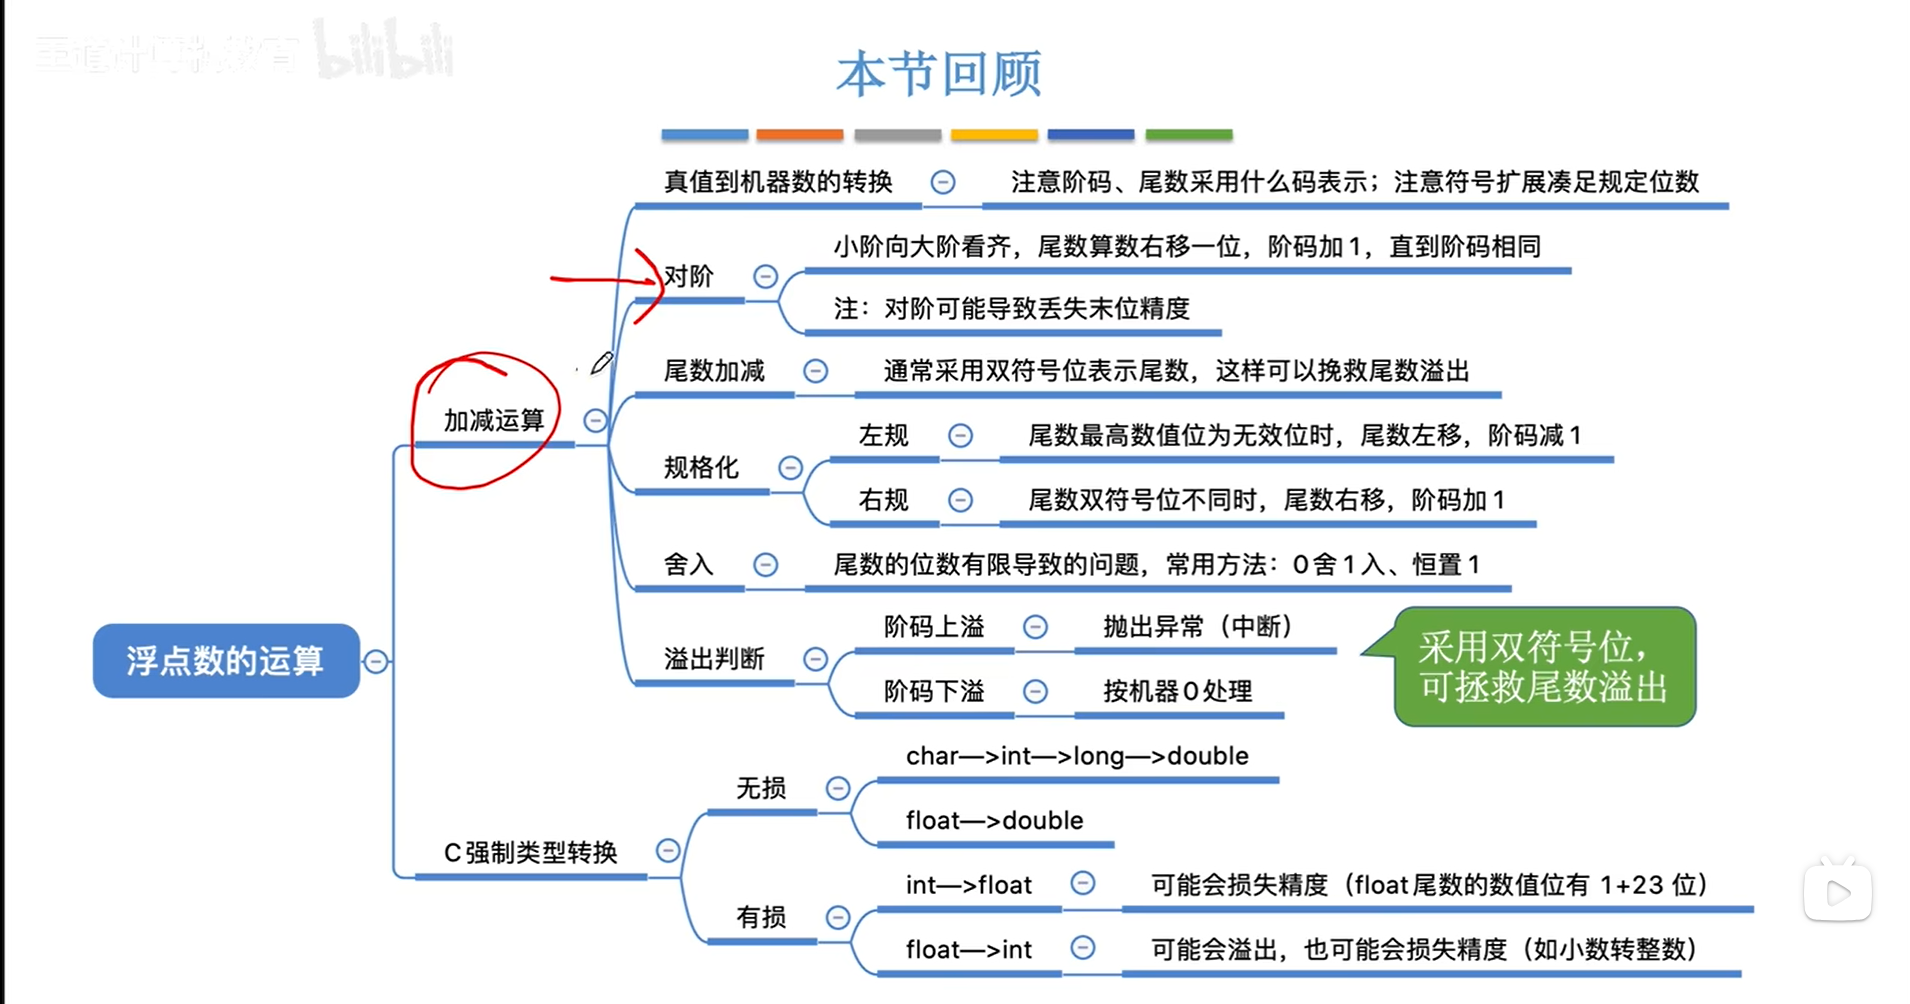 王道计算机教育 bilibili
本节回顾
真值到机器数的转换
注意阶码、尾数采用什么码表示；注意符号扩展凑足规定位数
对阶
小阶向大阶看齐，尾数算数右移一位，阶码加1，直到阶码相同
注：对阶可能导致丢失末位精度
尾数加减
通常采用双符号位表示尾数，这样可以挽救尾数溢出
加减运算
规格化
左规
尾数最高数值位为无效位时，尾数左移，阶码减1
右规
尾数双符号位不同时，尾数右移，阶码加1
舍入
尾数的位数有限导致的问题，常用方法：0舍1入、恒置1
溢出判断
阶码上溢
抛出异常（中断）
阶码下溢
按机器0处理
采用双符号位，
可拯救尾数溢出
浮点数的运算
C强制类型转换
无损
char—>int—>long—>double
float—>double
有损
int—>float
可能会损失精度（float尾数的数值位有 1+23 位）
float—>int
可能会溢出，也可能会损失精度（如小数转整数）